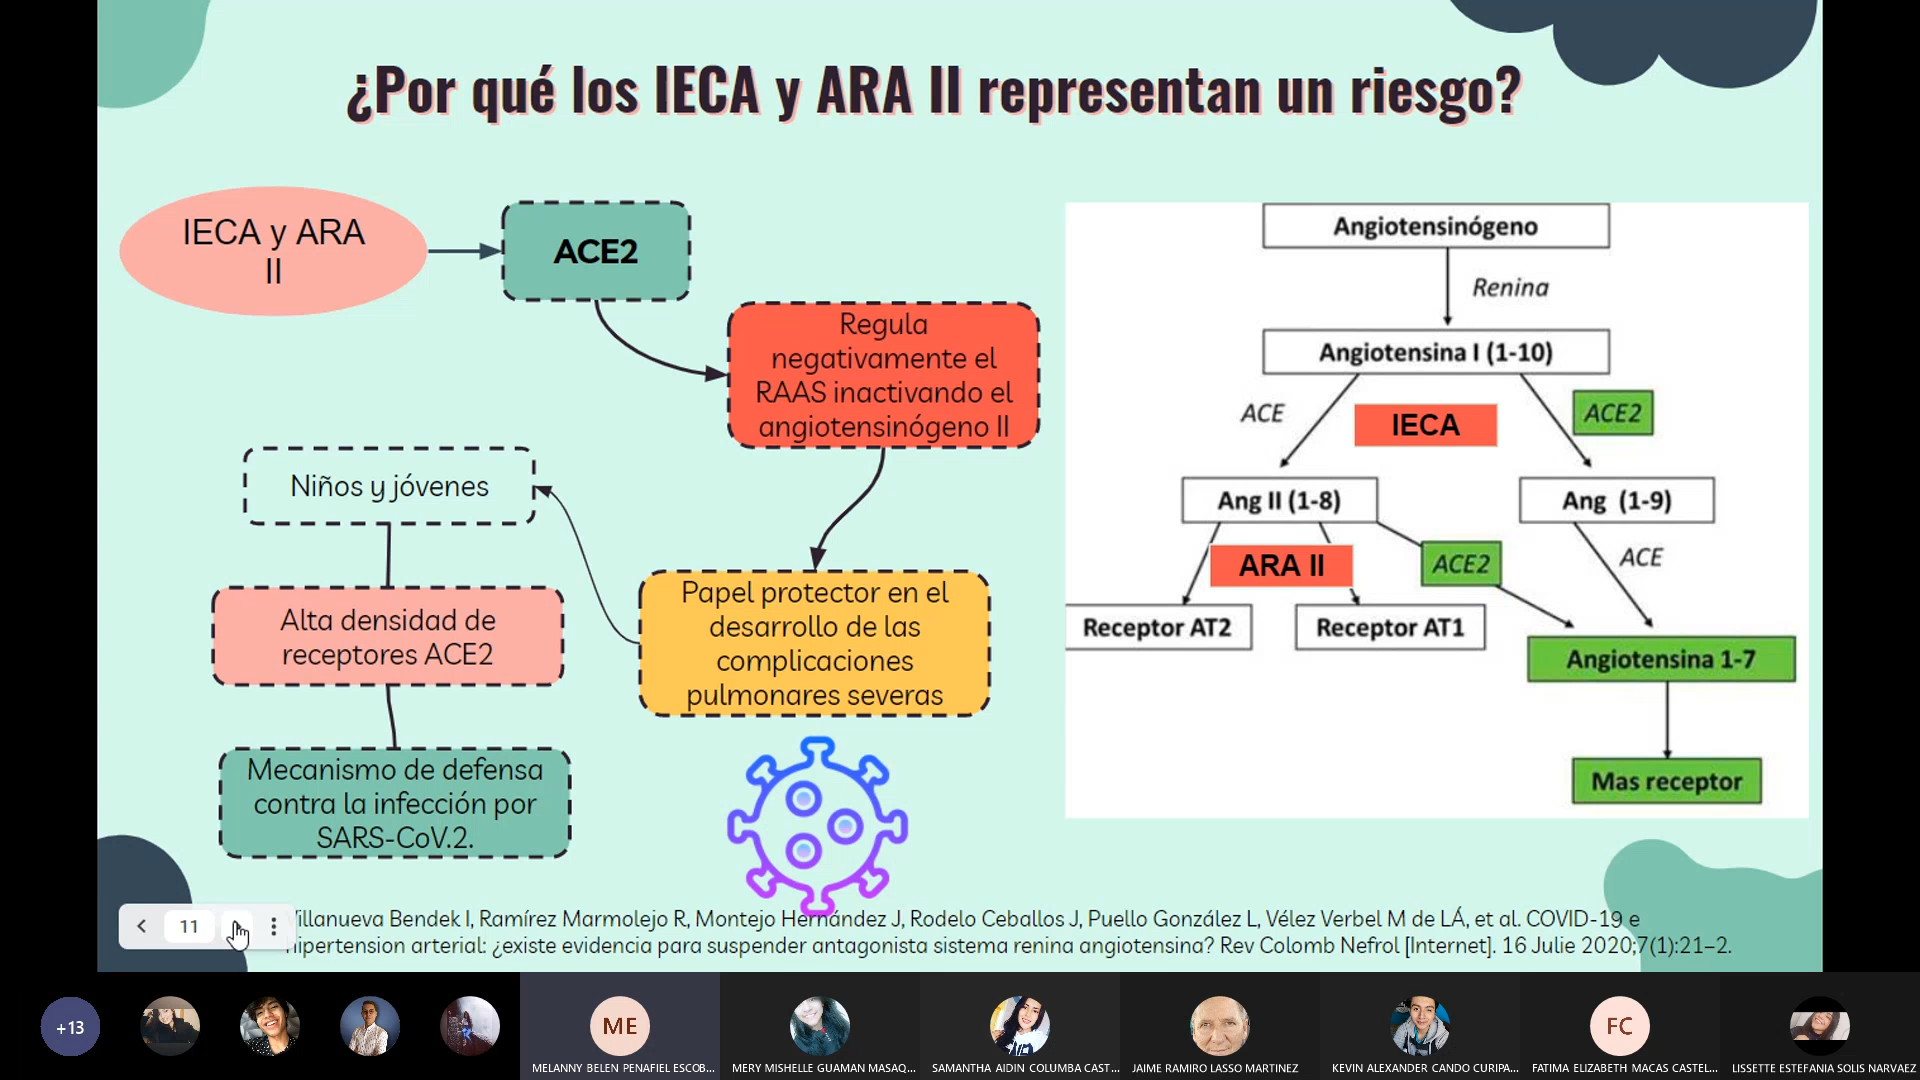 ¿Por qué los IECA y ARA II representan un riesgo?
IECA y ARA
II
ACE2
Regula
negativamente el
RAAS inactivando el
angiotensinógeno II
Niños y jóvenes
Alta densidad de
receptores ACE2
Mecanismo de defensa
contra la infección por
SARS-CoV.2.
Papel protector en el
desarrollo de las
complicaciones
pulmonares severas
Angiotensinógeno
Renina
Angiotensina I (1-10)
ACE
IECA
ACE2
Ang II (1-8)
Ang (1-9)
ARA II
ACE2
ACE
Receptor AT2
Receptor AT1
Angiotensina 1-7
Mas receptor
11
Villanueva Bendek I, Ramírez Marmolejo R, Montejo Hernández J, Rodelo Ceballos J, Puello González L, Vélez Verbel M de LÁ, et al. COVID-19 e
hipertension arterial: ¿existe evidencia para suspender antagonista sistema renina angiotensina? Rev Colomb Nefrol [Internet]. 16 Julie 2020;7(1):21–2.
+13
ME
FC
MELANNY BELEN PENAFIEL ESCOB...
MERY MISHELLE GUAMAN MASAQ...
SAMANTHA AIDIN COLUMBA CAST...
JAIME RAMIRO LASSO MARTINEZ
KEVIN ALEXANDER CANDO CURIPA...
FATIMA ELIZABETH MACAS CASTEL...
LISSETTE ESTEFANIA SOLIS NARVAEZ